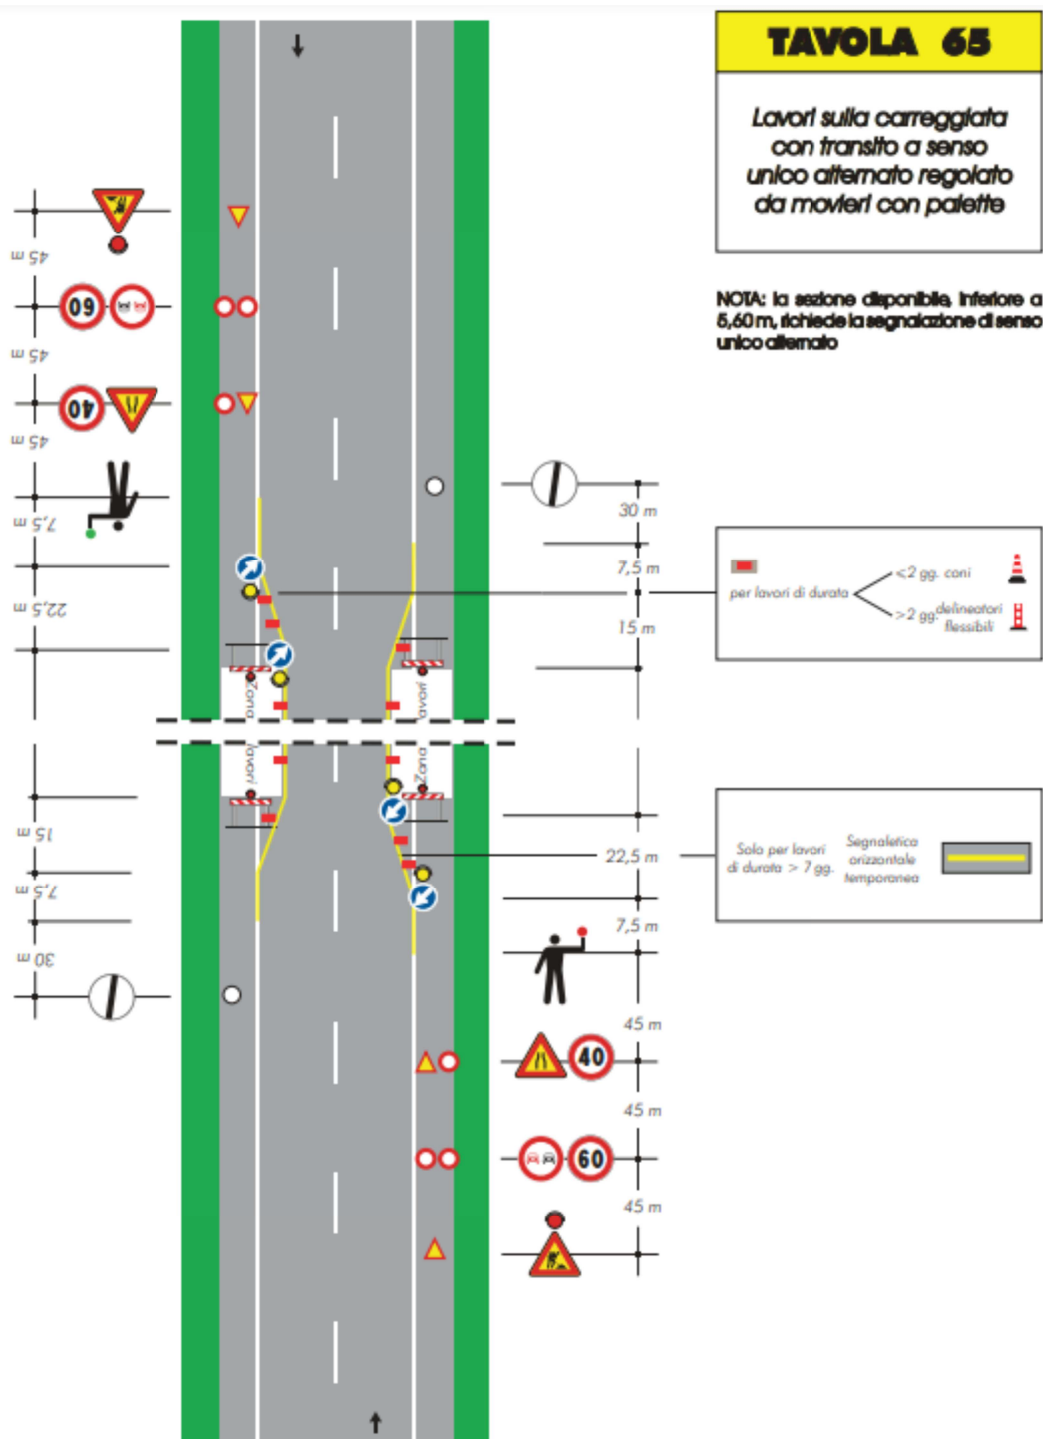 TAVOLA 65
Lavori sulla carreggiata
con transito a senso
unico alternato regolato
da movieri con palette
NOTA: la sezione disponibile, inferiore a
5,60 m, richiede la segnalazione di senso
unico alternato
45 m
60
45 m
40
45 m
7,5 m
22,5 m
30 m
7,5 m
15 m
per lavori di durata
<2 gg. coni
>2 gg. delineatori
flessibili
Zona
avori
lavori
Zona
15 m
7,5 m
30 m
22,5 m
7,5 m
Solo per lavori
di durata > 7 gg.
Segnaletica
orizzontale
temporanea
45 m
40
45 m
60
45 m